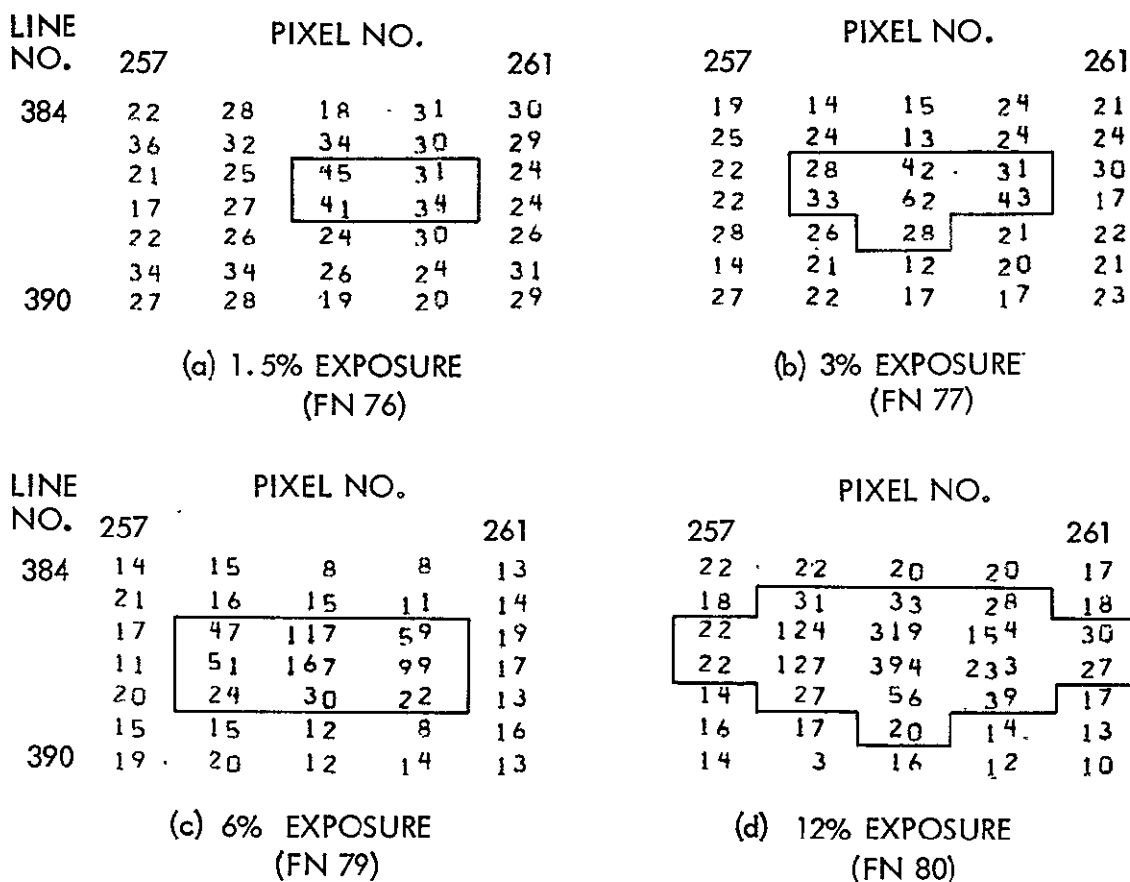 LINE NO. PIXEL NO. PIXEL NO.
257 261 257 261
384 22 28 18 31 30 19 14 15 24 21
36 32 34 30 29 25 24 13 24 24
21 25 45 31 24 22 28 42 31 30
17 27 41 34 24 22 33 62 43 17
22 26 24 30 26 28 26 28 21 22
34 34 26 24 31 14 21 12 20 21
390 27 28 19 20 29 27 22 17 17 23
(a) 1.5% EXPOSURE (b) 3% EXPOSURE
(FN 76) (FN 77)
LINE NO. PIXEL NO. PIXEL NO.
257 261 257 261
384 14 15 8 8 13 22 22 20 20 17
21 16 15 11 14 18 31 33 28 18
17 47 117 59 19 22 124 319 154 30
11 51 167 99 17 22 127 394 233 27
20 24 30 22 13 14 27 56 39 17
15 15 12 8 16 16 17 20 14 13
390 19 20 12 14 13 14 3 16 12 10
(c) 6% EXPOSURE (d) 12% EXPOSURE
(FN 79) (FN 80)